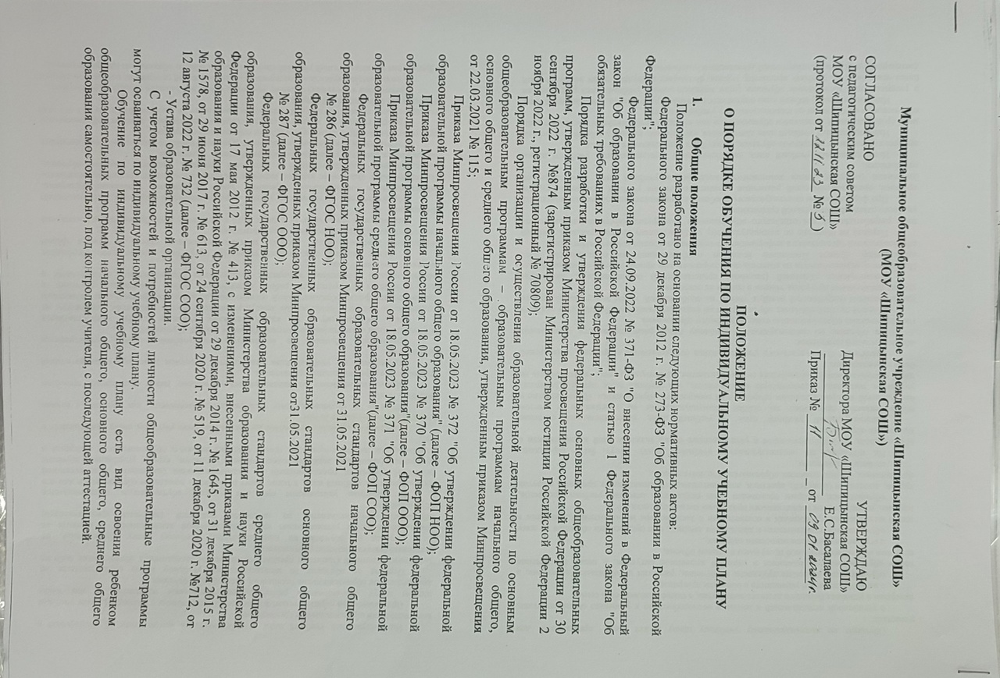 Муниципальное общеобразовательное учреждение «Шипицынская СОШ»
(МОУ «Шипицынская СОШ»)
СОГЛАСОВАНО
с педагогическим советом
МОУ «Шипицынская СОШ»
(протокол от № 3)
УТВЕРЖДАЮ
Директора МОУ «Шипицынская СОШ»
Е.С.Басалаева
Приказ № 11 от 09.01.2024г.
ПОЛОЖЕНИЕ
О ПОРЯДКЕ ОБУЧЕНИЯ ПО ИНДИВИДУАЛЬНОМУ УЧЕБНОМУ ПЛАНУ
1. Общие положения
Положение разработано на основании следующих нормативных актов:
Федерального закона от 29 декабря 2012 г. № 273-ФЗ "Об образовании в Российской
Федерации";
Федерального закона от 24.09.2022 № 371-ФЗ "О внесении изменений в Федеральный
закон "Об образовании в Российской Федерации" и статью 1 Федерального закона "Об
обязательных требованиях в Российской Федерации";
Порядка разработки и утверждения федеральных основных общеобразовательных
программ, утвержденным приказом Министерства просвещения Российской Федерации от 30
сентября 2022 г. №874 (зарегистрирован Министерством юстиции Российской Федерации 2
ноября 2022 г., регистрационный № 70809);
Порядка организации и осуществления образовательной деятельности по основным
общеобразовательным программам – образовательным программам начального общего,
основного общего и среднего общего образования, утвержденным приказом Минпросвещения
от 22.03.2021 № 115;
Приказа Минпросвещения России от 18.05.2023 № 372 "Об утверждении федеральной
образовательной программы начального общего образования" (далее – ФОП НОО);
Приказа Минпросвещения России от 18.05.2023 № 370 "Об утверждении федеральной
образовательной программы основного общего образования"(далее – ФОП ООО);
Приказа Минпросвещения России от 18.05.2023 № 371 "Об утверждении федеральной
образовательной программы среднего общего образования"(далее – ФОП СОО);
Федеральных государственных образовательных стандартов начального общего
образования, утвержденных приказом Минпросвещения от 31.05.2021
№ 286 (далее – ФГОС НОО);
Федеральных государственных образовательных стандартов основного общего
образования, утвержденных приказом Минпросвещения от31.05.2021
№ 287 (далее – ФГОС ООО);
Федеральных государственных образовательных стандартов среднего общего
образования, утвержденных приказом Министерства образования и науки Российской
Федерации от 17 мая 2012 г. № 413, с изменениями, внесенными приказами Министерства
образования и науки Российской Федерации от 29 декабря 2014 г. № 1645, от 31 декабря 2015 г.
№ 1578, от 29 июня 2017 г. № 613, от 24 сентября 2020 г. № 519, от 11 декабря 2020 г. №712, от
12 августа 2022 г. № 732 (далее – ФГОС СОО);
- Устава образовательной организации.
С учетом возможностей и потребностей личности общеобразовательные программы
могут осваиваться по индивидуальному учебному плану.
Обучение по индивидуальному учебному плану есть вид освоения ребенком
общеобразовательных программ начального общего, основного общего, среднего общего
образования самостоятельно, под контролем учителя, с последующей аттестацией.